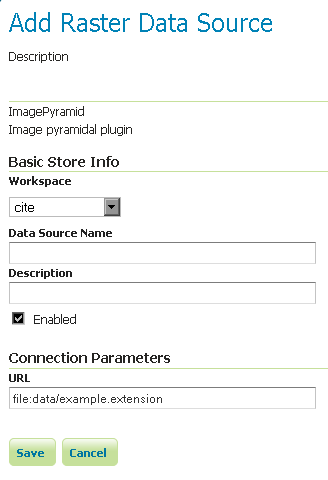 Add Raster Data Source
Description
ImagePyramid
Image pyramidal plugin
Basic Store Info
Workspace
cite
Data Source Name
Description
Enabled
Connection Parameters
URL
file:data/example.extension
Save Cancel